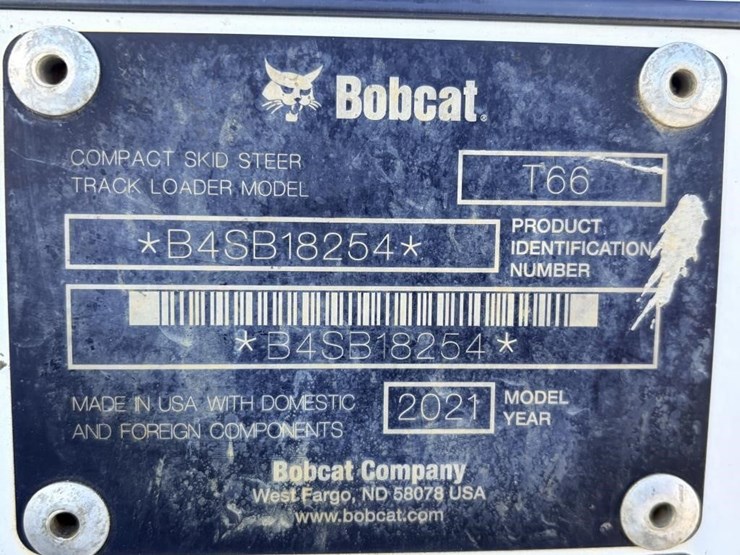 Bobcat®
COMPACT SKID STEER
TRACK LOADER MODEL
T66
*B4SB18254*
PRODUCT
IDENTIFICATION
NUMBER
*B4SB18254*
MADE IN USA WITH DOMESTIC
AND FOREIGN COMPONENTS
2021
MODEL
YEAR
Bobcat Company
West Fargo, ND 58078 USA
www.bobcat.com